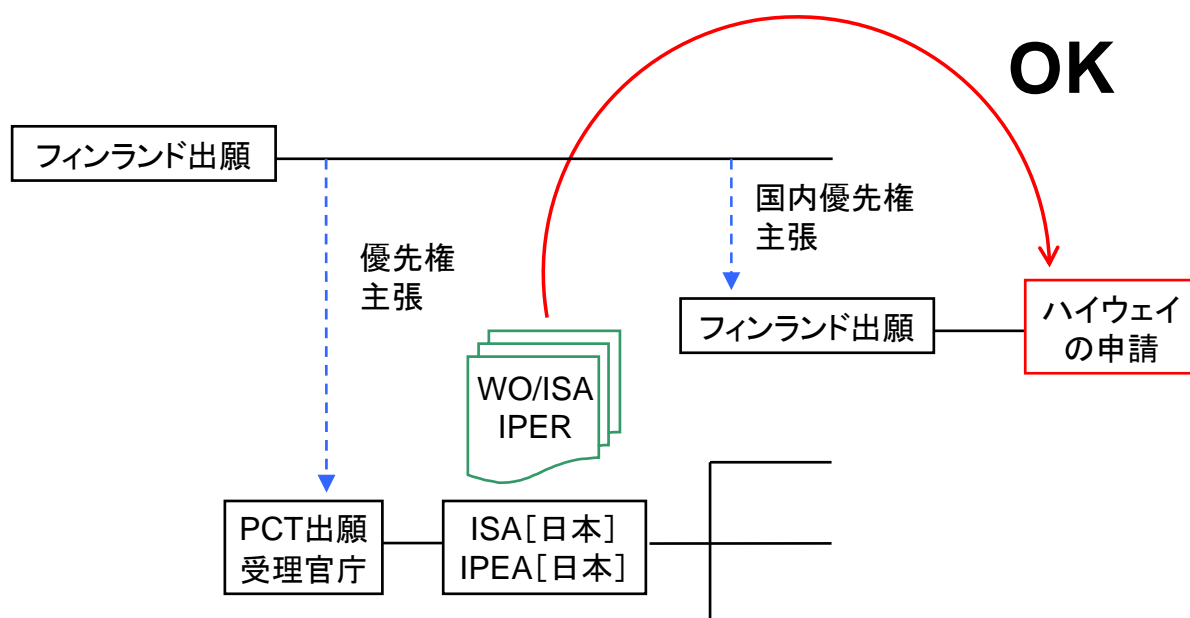 OK
フィンランド出願
国内優先権
主張
優先権
主張
フィンランド出願
ハイウェイ
の申請
WO/ISA
IPER
PCT出願
受理官庁
ISA［日本］
IPEA［日本］